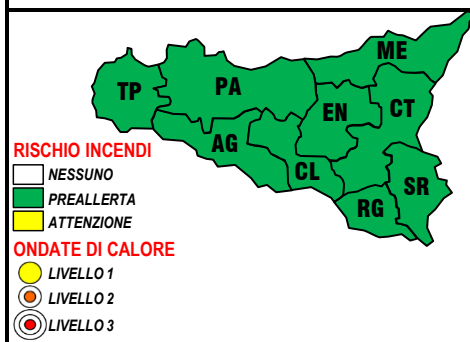 ME
TP
PA
EN
CT
AG
CL
SR
RG
RISCHIO INCENDI
NESSUNO
PREALLERTA
ATTENZIONE
ONDATE DI CALORE
LIVELLO 1
LIVELLO 2
LIVELLO 3